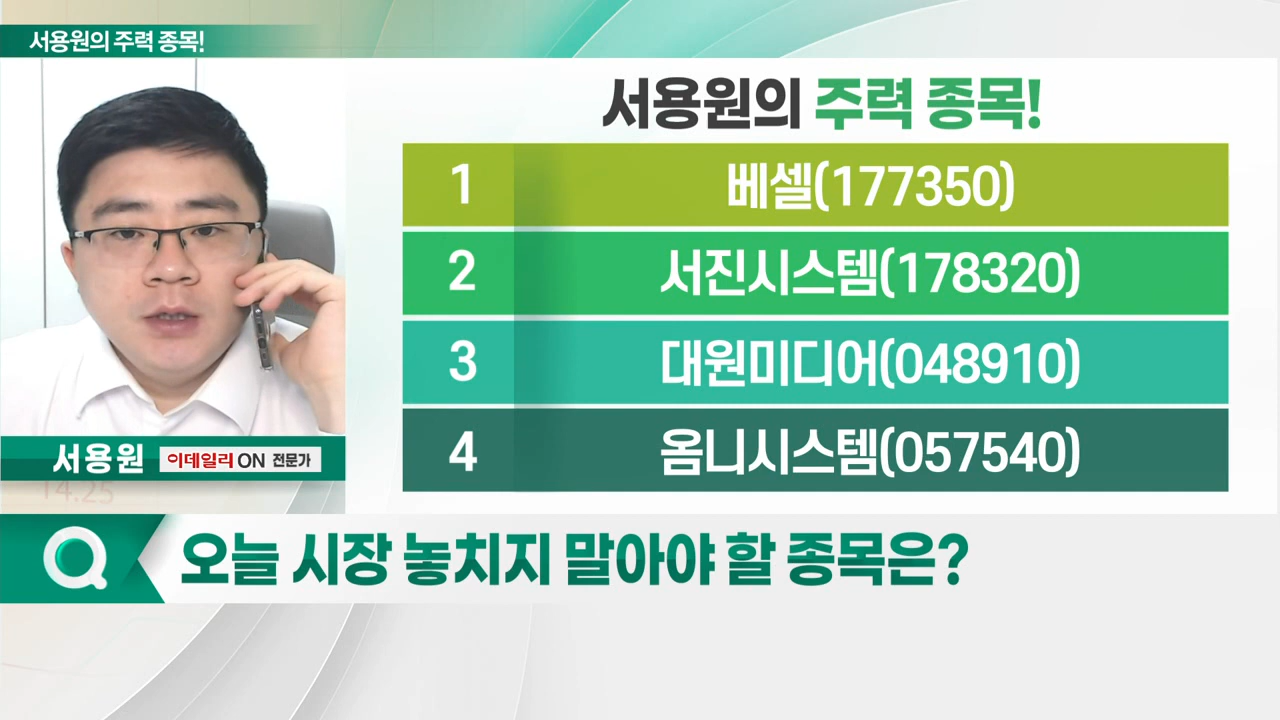 서용원의 주력 종목!
서용원의 주력 종목!
1 베셀(177350)
2 서진시스템(178320)
3 대원미디어(048910)
4 옴니시스템(057540)
서용원 이데일리 ON 전문가
14.25
오늘 시장 놓치지 말아야 할 종목은?